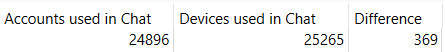 Accounts used in Chat Devices used in Chat Difference
24896 25265 369